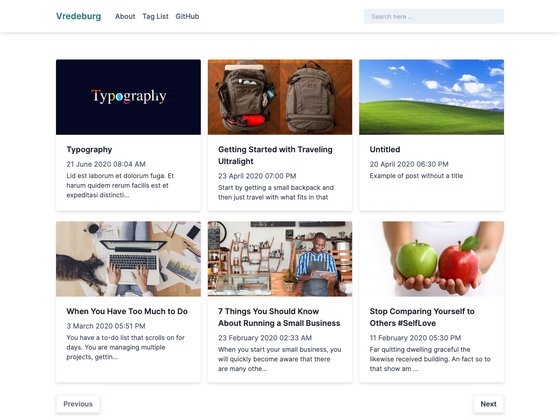 Vredeburg
About
Tag List
GitHub
Search here ...
Typography
Typography
21 June 2020 08:04 AM
Lid est laborum et dolorum fuga. Et
harum quidem rerum facilis est et
expeditasi distincti...
Getting Started with Traveling
Ultralight
23 April 2020 07:00 PM
Start by getting a small backpack and
then just travel with what fits in that
Untitled
20 April 2020 06:30 PM
Example of post without a title
When You Have Too Much to Do
3 March 2020 05:51 PM
You have a to-do list that scrolls on for
days. You are managing multiple
projects, gettin...
7 Things You Should Know
About Running a Small Business
23 February 2020 02:33 AM
When you start your small business, you
will quickly become aware that there
are many othe...
Stop Comparing Yourself to
Others #SelfLove
11 February 2020 05:30 PM
Far quitting dwelling graceful the
likewise received building. An fact so to
that show am ...
Previous
Next